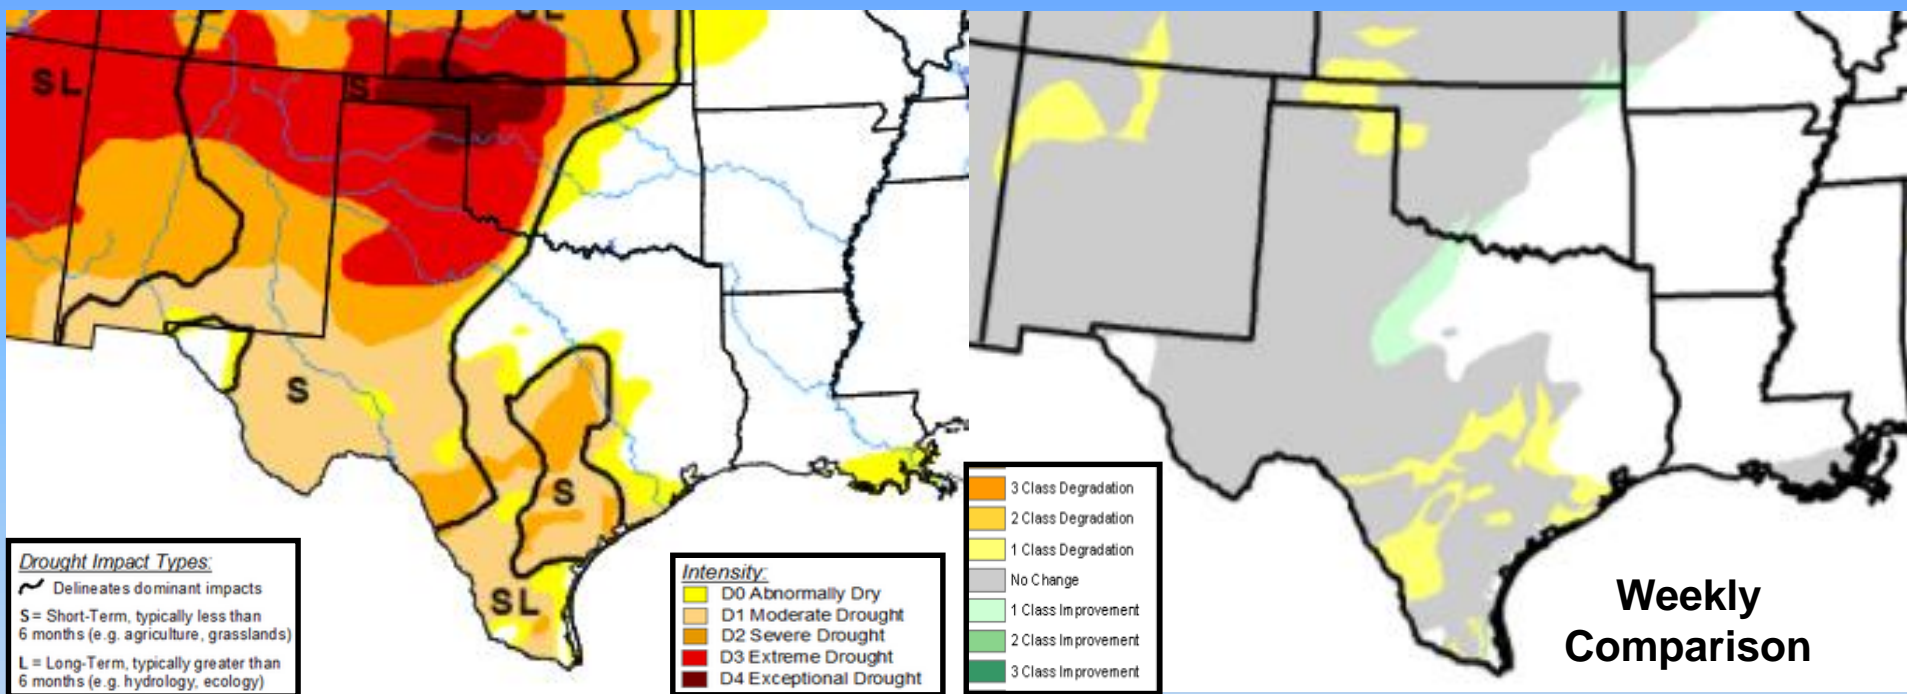 SL
SL
S
S
S
SL
Drought Impact Types:
Delineates dominant impacts
S = Short-Term, typically less than
6 months (e.g. agriculture, grasslands)
L = Long-Term, typically greater than
6 months (e.g. hydrology, ecology)
Intensity:
D0 Abnormally Dry
D1 Moderate Drought
D2 Severe Drought
D3 Extreme Drought
D4 Exceptional Drought
3 Class Degradation
2 Class Degradation
1 Class Degradation
No Change
1 Class Improvement
2 Class Improvement
3 Class Improvement
Weekly
Comparison